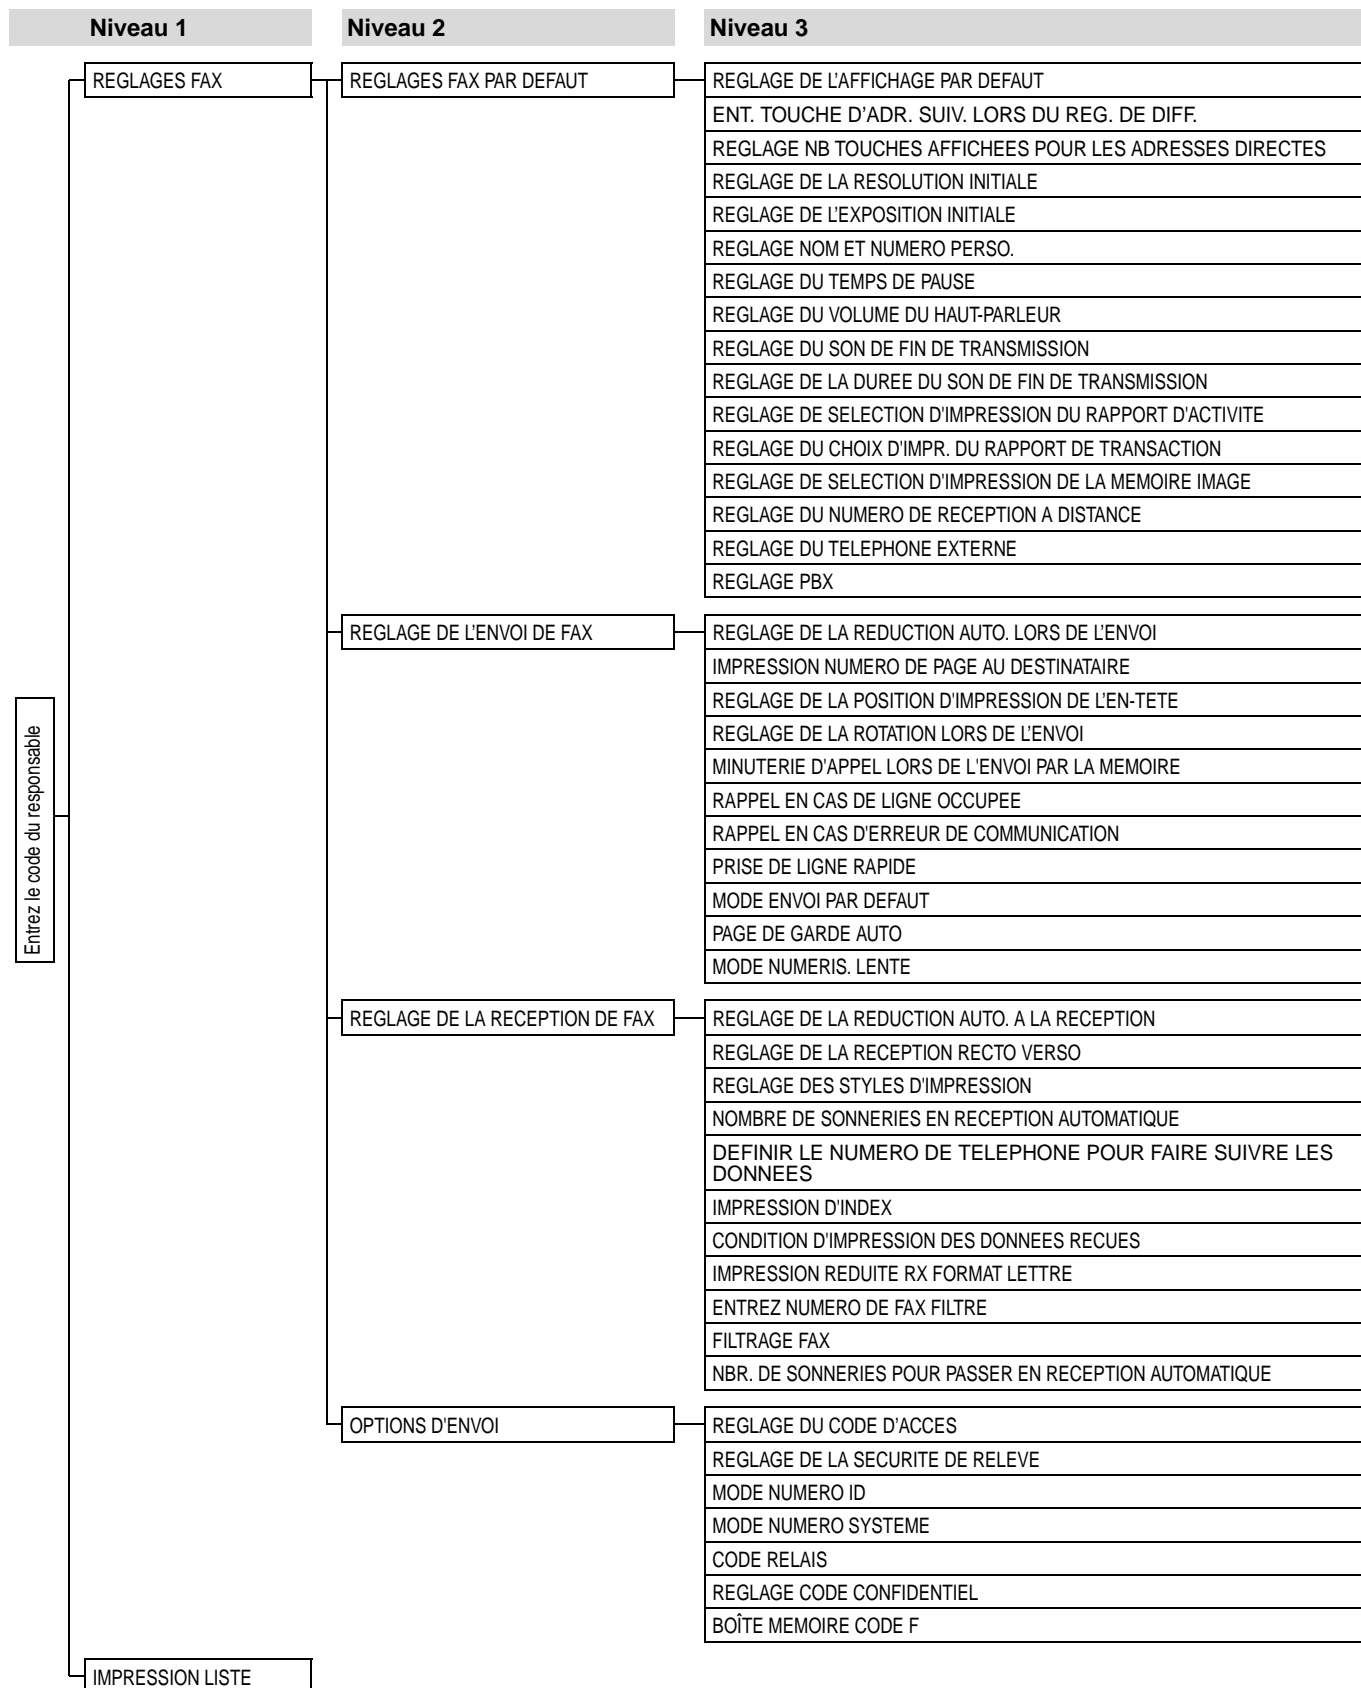 Niveau 1
Niveau 2
Niveau 3
Entrez le code du responsable
REGLAGES FAX
REGLAGES FAX PAR DEFAUT
REGLAGE DE L'AFFICHAGE PAR DEFAUT
ENT. TOUCHE D'ADR. SUIV. LORS DU REG. DE DIFF.
REGLAGE NB TOUCHES AFFICHEES POUR LES ADRESSES DIRECTES
REGLAGE DE LA RESOLUTION INITIALE
REGLAGE DE L'EXPOSITION INITIALE
REGLAGE NOM ET NUMERO PERSO.
REGLAGE DU TEMPS DE PAUSE
REGLAGE DU VOLUME DU HAUT-PARLEUR
REGLAGE DU SON DE FIN DE TRANSMISSION
REGLAGE DE LA DUREE DU SON DE FIN DE TRANSMISSION
REGLAGE DE SELECTION D'IMPRESSION DU RAPPORT D'ACTIVITE
REGLAGE DU CHOIX D'IMPR. DU RAPPORT DE TRANSACTION
REGLAGE DE SELECTION D'IMPRESSION DE LA MEMOIRE IMAGE
REGLAGE DU NUMERO DE RECEPTION A DISTANCE
REGLAGE DU TELEPHONE EXTERNE
REGLAGE PBX
REGLAGE DE L'ENVOI DE FAX
REGLAGE DE LA REDUCTION AUTO. LORS DE L'ENVOI
IMPRESSION NUMERO DE PAGE AU DESTINATAIRE
REGLAGE DE LA POSITION D'IMPRESSION DE L'EN-TETE
REGLAGE DE LA ROTATION LORS DE L'ENVOI
MINUTERIE D'APPEL LORS DE L'ENVOI PAR LA MEMOIRE
RAPPEL EN CAS DE LIGNE OCCUPEE
RAPPEL EN CAS D'ERREUR DE COMMUNICATION
PRISE DE LIGNE RAPIDE
MODE ENVOI PAR DEFAUT
PAGE DE GARDE AUTO
MODE NUMERIS. LENTE
REGLAGE DE LA RECEPTION DE FAX
REGLAGE DE LA REDUCTION AUTO. A LA RECEPTION
REGLAGE DE LA RECEPTION RECTO VERSO
REGLAGE DES STYLES D'IMPRESSION
NOMBRE DE SONNERIES EN RECEPTION AUTOMATIQUE
DEFINIR LE NUMERO DE TELEPHONE POUR FAIRE SUIVRE LES
DONNEES
IMPRESSION D'INDEX
CONDITION D'IMPRESSION DES DONNEES RECUES
IMPRESSION REDUITE RX FORMAT LETTRE
ENTREZ NUMERO DE FAX FILTRE
FILTRAGE FAX
NBR. DE SONNERIES POUR PASSER EN RECEPTION AUTOMATIQUE
OPTIONS D'ENVOI
REGLAGE DU CODE D'ACCES
REGLAGE DE LA SECURITE DE RELEVE
MODE NUMERO ID
MODE NUMERO SYSTEME
CODE RELAIS
REGLAGE CODE CONFIDENTIEL
BOÎTE MEMOIRE CODE F
IMPRESSION LISTE